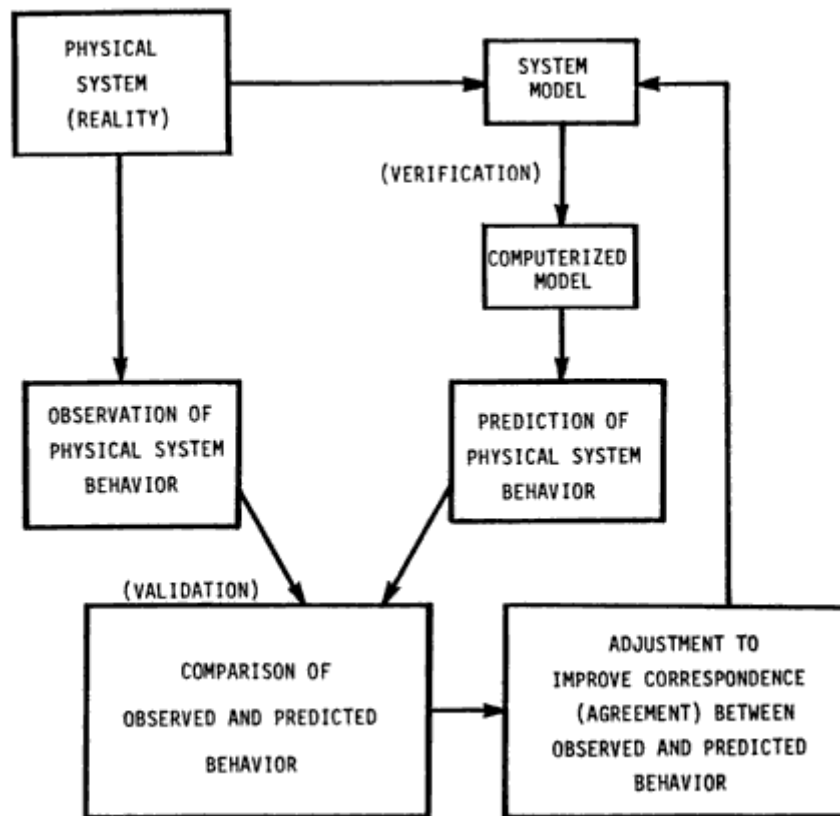 PHYSICAL
SYSTEM
(REALITY)
SYSTEM
MODEL
(VERIFICATION)
COMPUTERIZED
MODEL
OBSERVATION OF
PHYSICAL SYSTEM
BEHAVIOR
PREDICTION OF
PHYSICAL SYSTEM
BEHAVIOR
(VALIDATION)
COMPARISON OF
OBSERVED AND PREDICTED
BEHAVIOR
ADJUSTMENT TO
IMPROVE CORRESPONDENCE
(AGREEMENT) BETWEEN
OBSERVED AND PREDICTED
BEHAVIOR